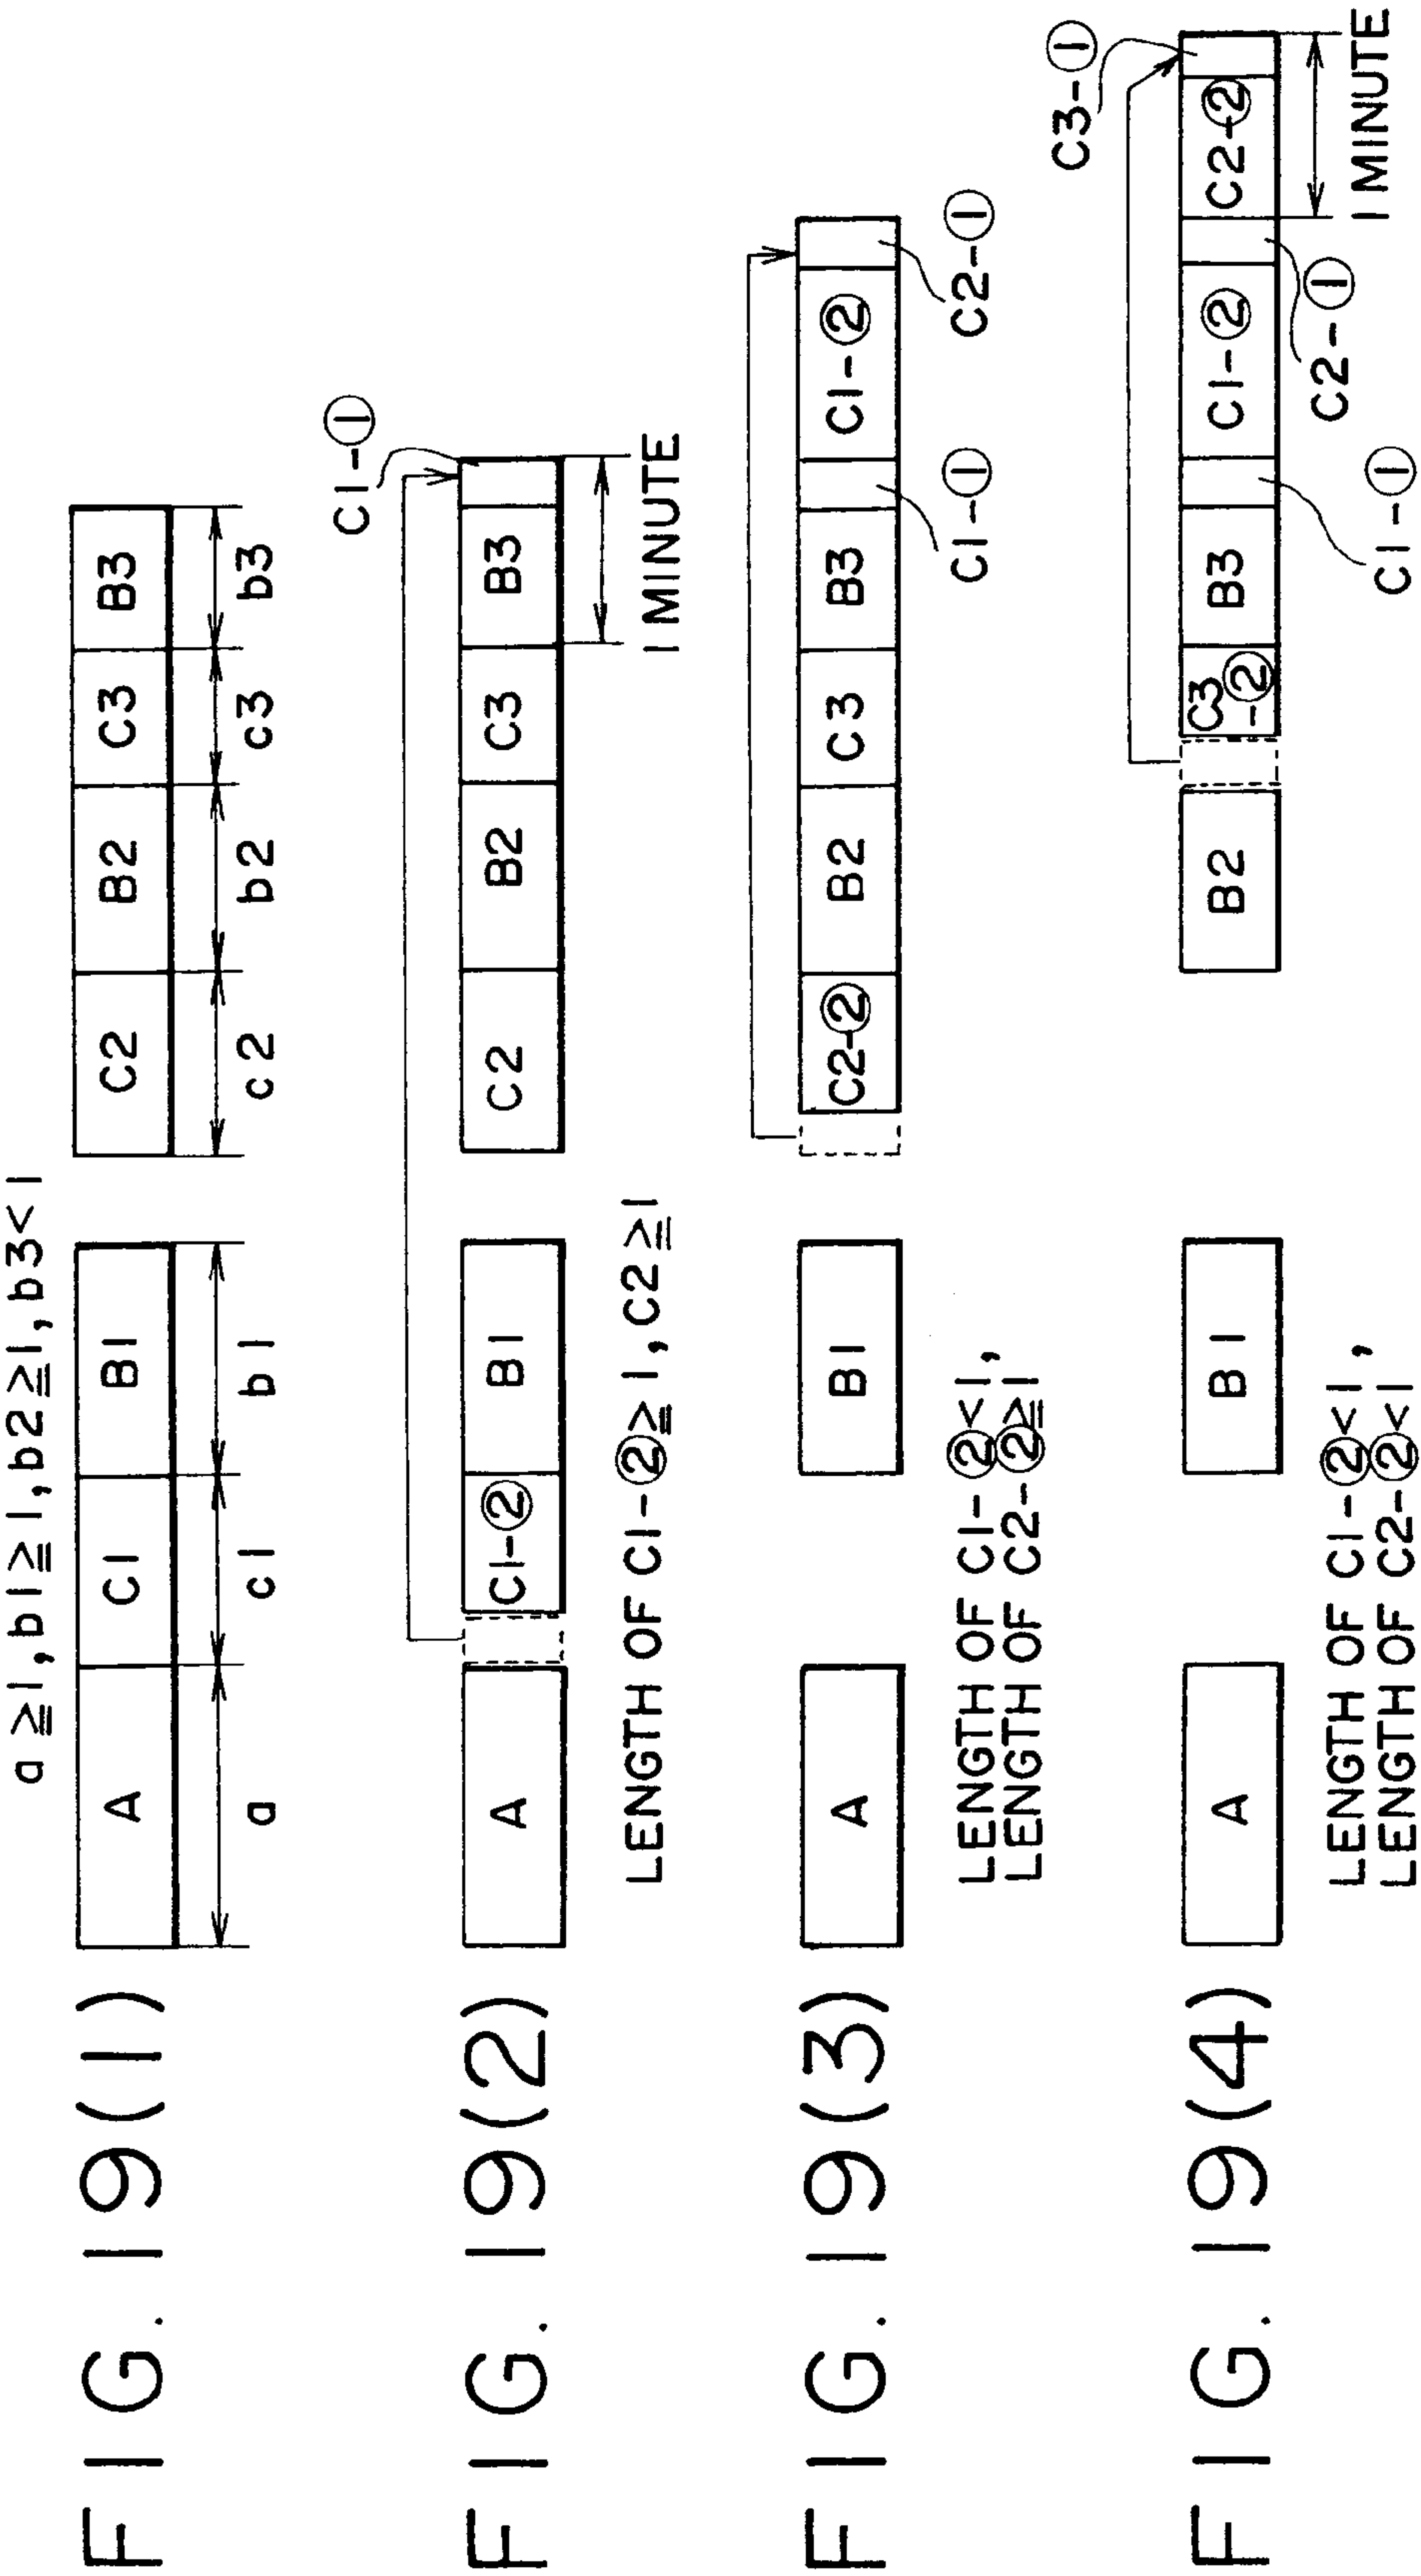 FIG. 19(1)
a ≧ 1, b1 ≧ 1, b2 ≧ 1, b3 < 1
A C1 B1 C2 B2 C3 B3
a c1 b1 c2 b2 c3 b3
FIG. 19(2)
C1-①
A C1-② B1 C2 B2 C3 B3
1 MINUTE
LENGTH OF C1-② ≧ 1, C2 ≧ 1
FIG. 19(3)
A B1 C2-② B2 C3 B3 C1-②
C1-① C2-①
LENGTH OF C1-② < 1,
LENGTH OF C2-② ≧ 1
FIG. 19(4)
C3-①
A B1 B2 C3-② B3 C1-② C2-②
C1-① C2-①
1 MINUTE
LENGTH OF C1-② < 1,
LENGTH OF C2-② < 1